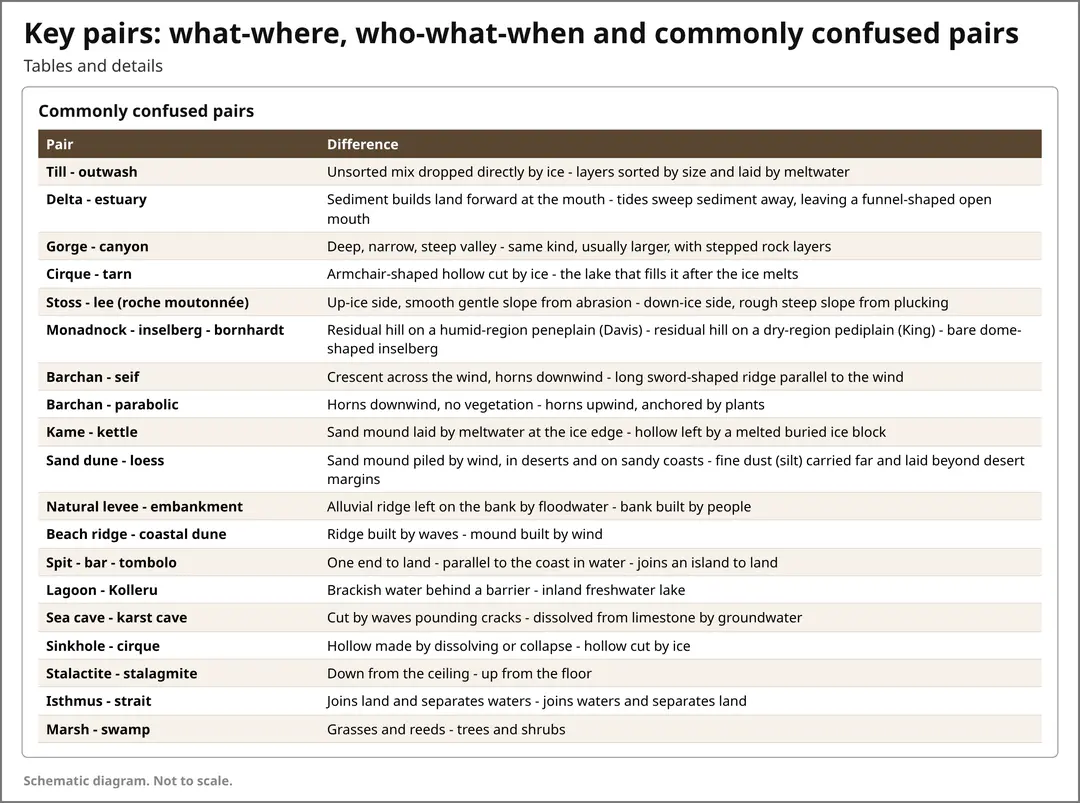 Key pairs: what-where, who-what-when and commonly confused pairs
Tables and details
Commonly confused pairs
Pair Difference
Till - outwash Unsorted mix dropped directly by ice - layers sorted by size and laid by meltwater
Delta - estuary Sediment builds land forward at the mouth - tides sweep sediment away, leaving a funnel-shaped open
mouth
Gorge - canyon Deep, narrow, steep valley - same kind, usually larger, with stepped rock layers
Cirque - tarn Armchair-shaped hollow cut by ice - the lake that fills it after the ice melts
Stoss - lee (roche moutonnée) Up-ice side, smooth gentle slope from abrasion - down-ice side, rough steep slope from plucking
Monadnock - inselberg - bornhardt Residual hill on a humid-region peneplain (Davis) - residual hill on a dry-region pediplain (King) - bare dome-
shaped inselberg
Barchan - seif Crescent across the wind, horns downwind - long sword-shaped ridge parallel to the wind
Barchan - parabolic Horns downwind, no vegetation - horns upwind, anchored by plants
Kame - kettle Sand mound laid by meltwater at the ice edge - hollow left by a melted buried ice block
Sand dune - loess Sand mound piled by wind, in deserts and on sandy coasts - fine dust (silt) carried far and laid beyond desert
margins
Natural levee - embankment Alluvial ridge left on the bank by floodwater - bank built by people
Beach ridge - coastal dune Ridge built by waves - mound built by wind
Spit - bar - tombolo One end to land - parallel to the coast in water - joins an island to land
Lagoon - Kolleru Brackish water behind a barrier - inland freshwater lake
Sea cave - karst cave Cut by waves pounding cracks - dissolved from limestone by groundwater
Sinkhole - cirque Hollow made by dissolving or collapse - hollow cut by ice
Stalactite - stalagmite Down from the ceiling - up from the floor
Isthmus - strait Joins land and separates waters - joins waters and separates land
Marsh - swamp Grasses and reeds - trees and shrubs
Schematic diagram. Not to scale.